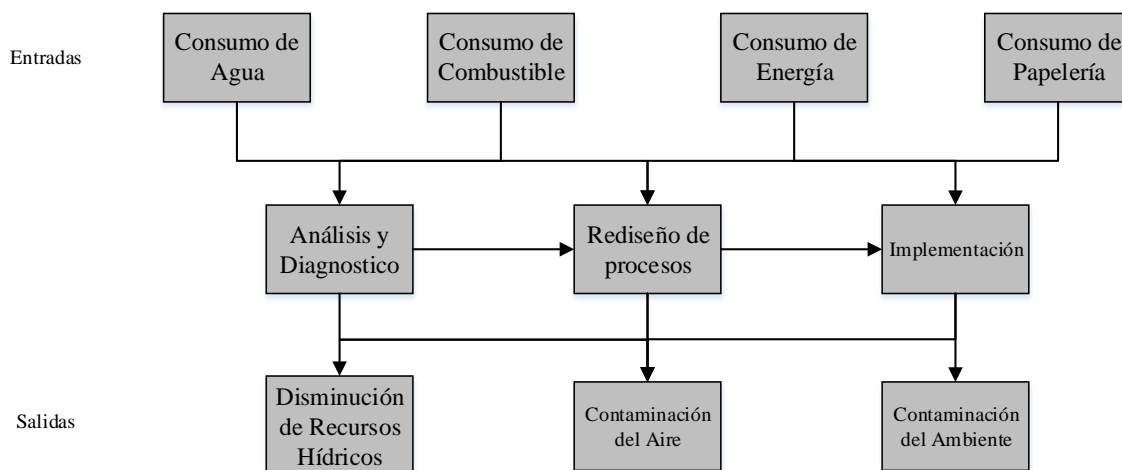 Entradas
Consumo de
Agua
Consumo de
Combustible
Consumo de
Energía
Consumo de
Papelería
Análisis y
Diagnostico
Rediseño de
procesos
Implementación
Salidas
Disminución
de Recursos
Hídricos
Contaminación
del Aire
Contaminación
del Ambiente